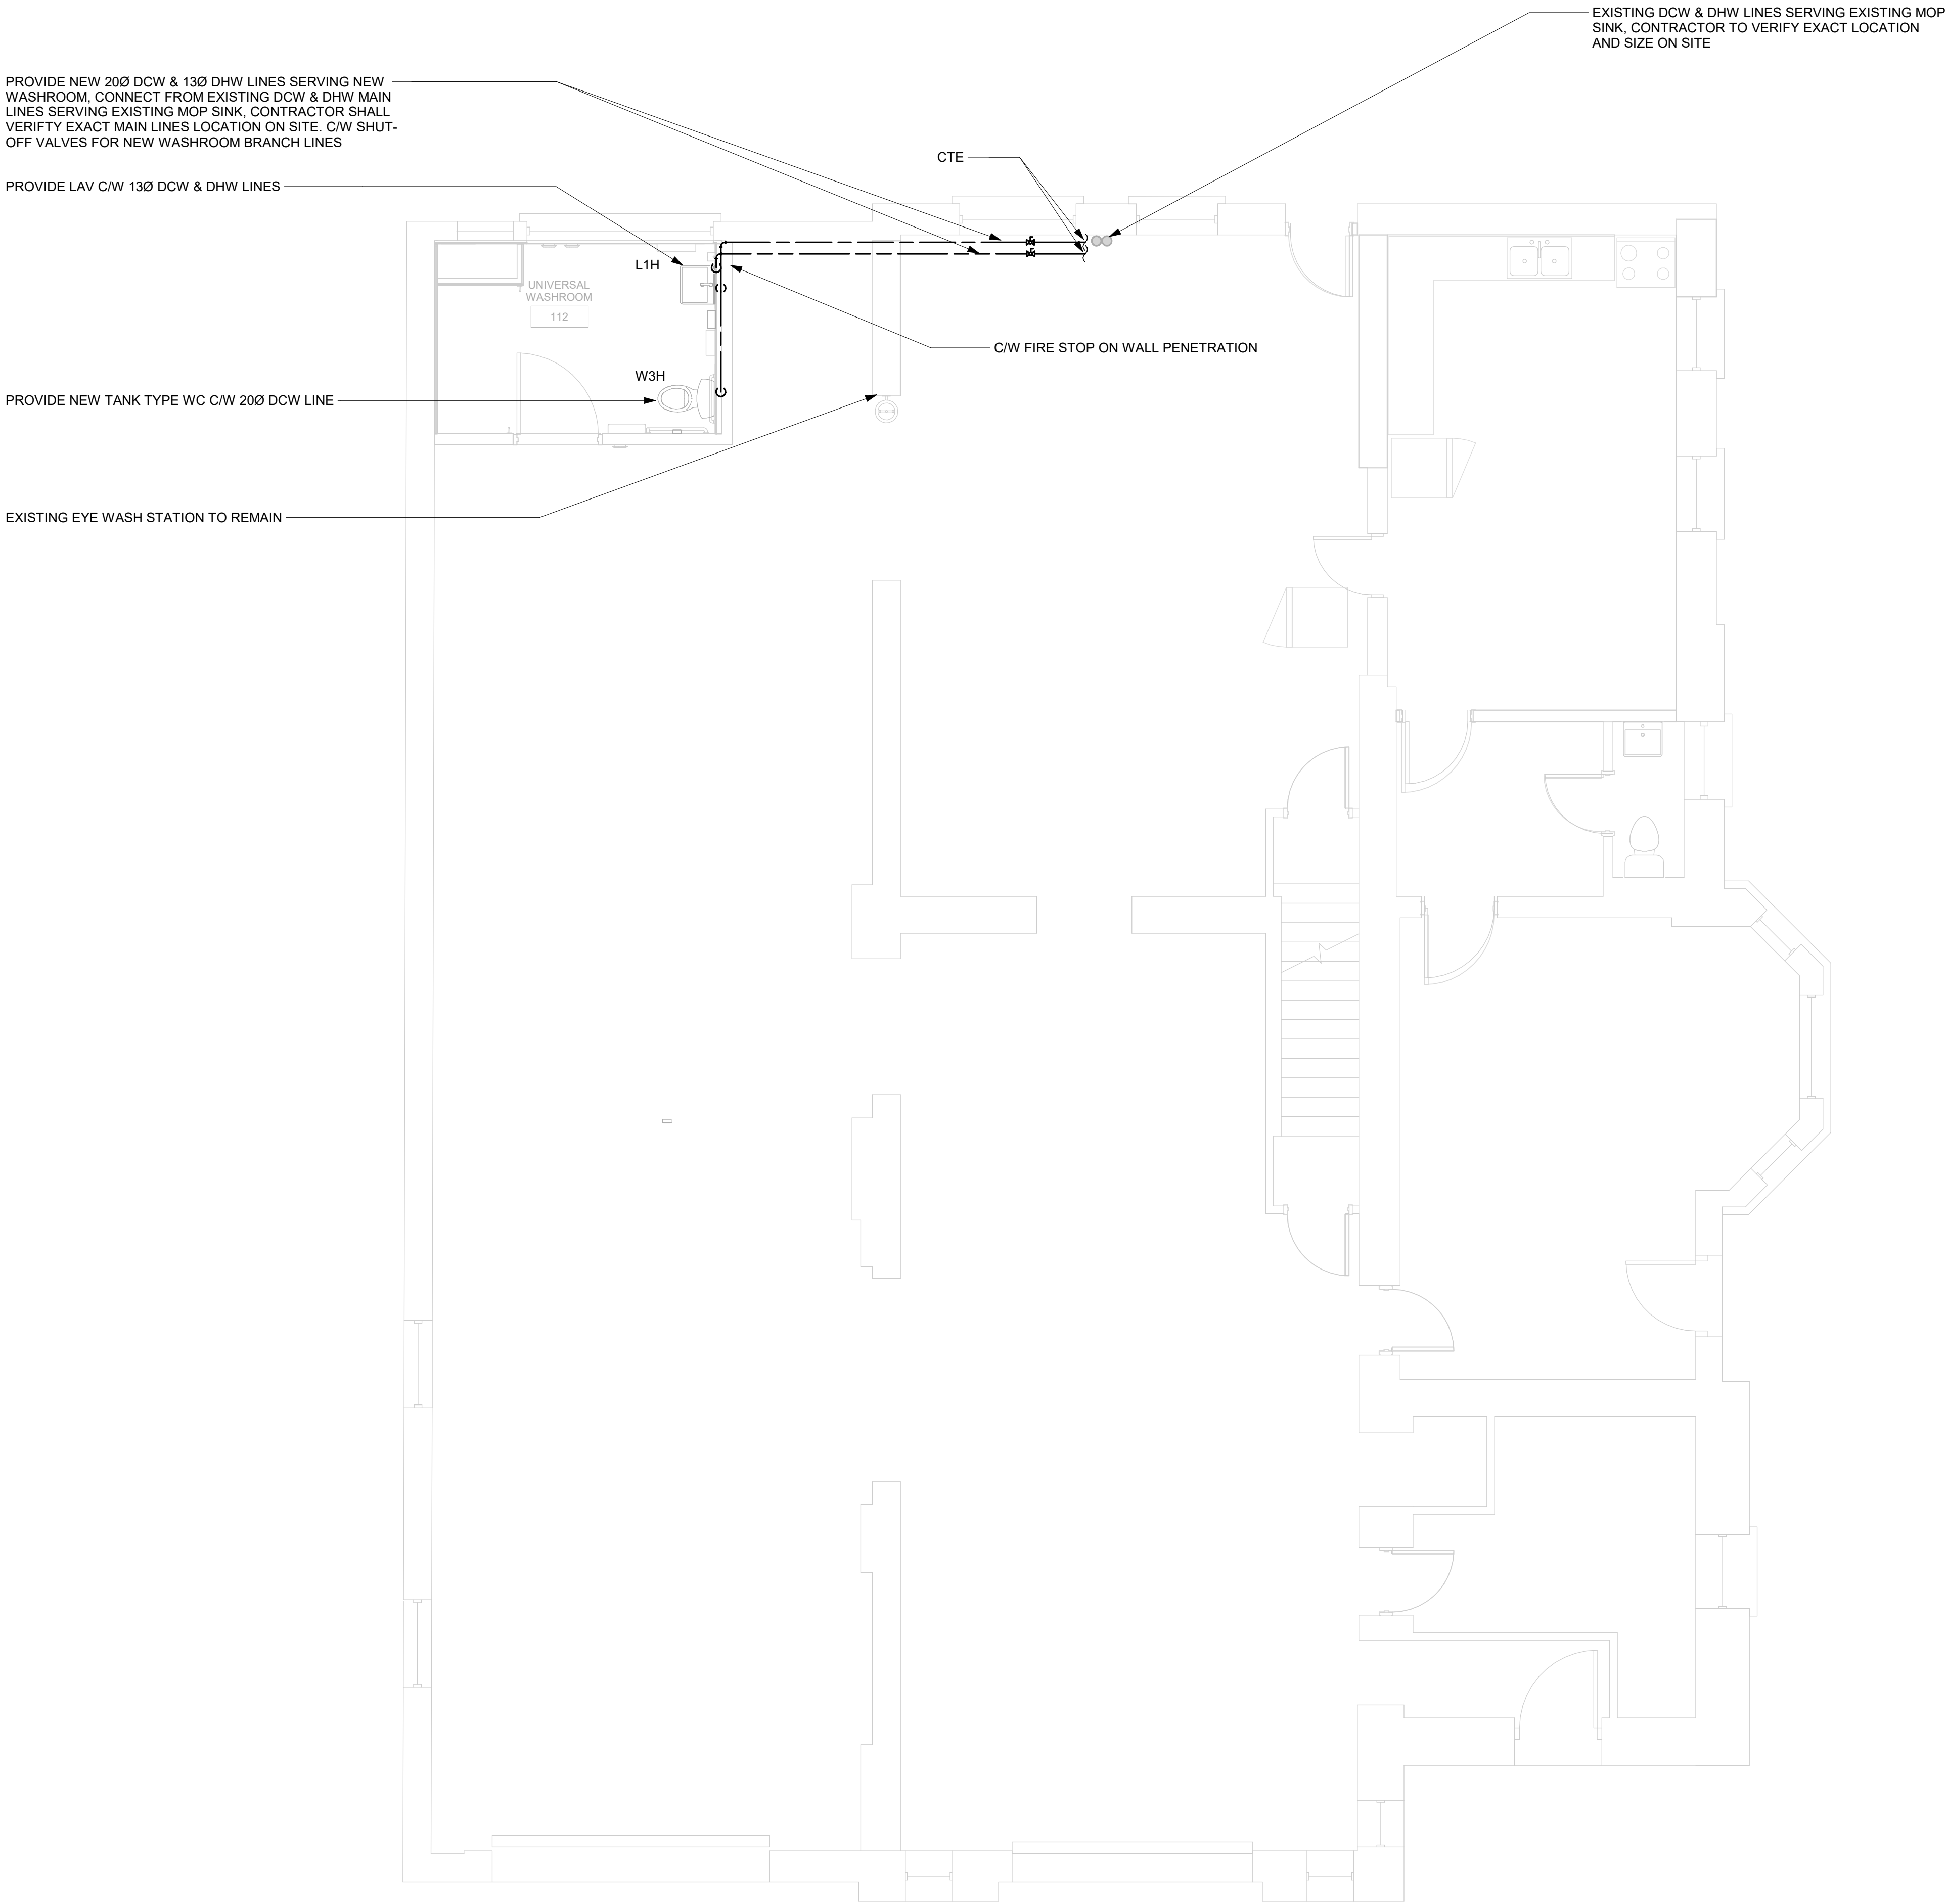 EXISTING DCW & DHW LINES SERVING EXISTING MOP
SINK, CONTRACTOR TO VERIFY EXACT LOCATION
AND SIZE ON SITE
PROVIDE NEW 20Ø DCW & 13Ø DHW LINES SERVING NEW
WASHROOM, CONNECT FROM EXISTING DCW & DHW MAIN
LINES SERVING EXISTING MOP SINK, CONTRACTOR SHALL
VERIFTY EXACT MAIN LINES LOCATION ON SITE. C/W SHUT-
OFF VALVES FOR NEW WASHROOM BRANCH LINES
CTE
PROVIDE LAV C/W 13Ø DCW & DHW LINES
L1H
UNIVERSAL
WASHROOM
112
C/W FIRE STOP ON WALL PENETRATION
W3H
PROVIDE NEW TANK TYPE WC C/W 20Ø DCW LINE
EXISTING EYE WASH STATION TO REMAIN